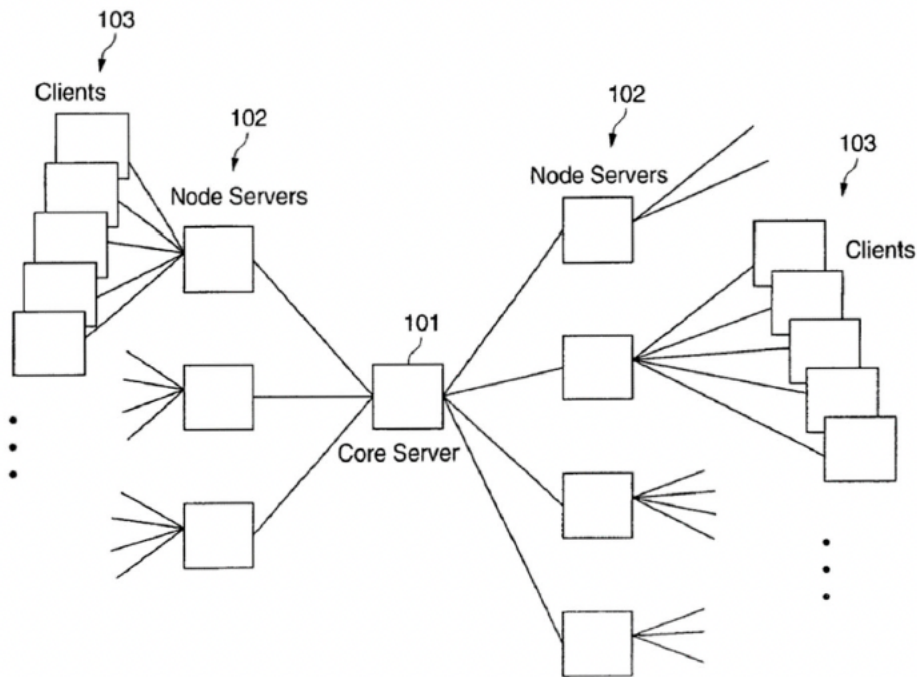 103
Clients
102
Node Servers
102
Node Servers
103
Clients
101
Core Server